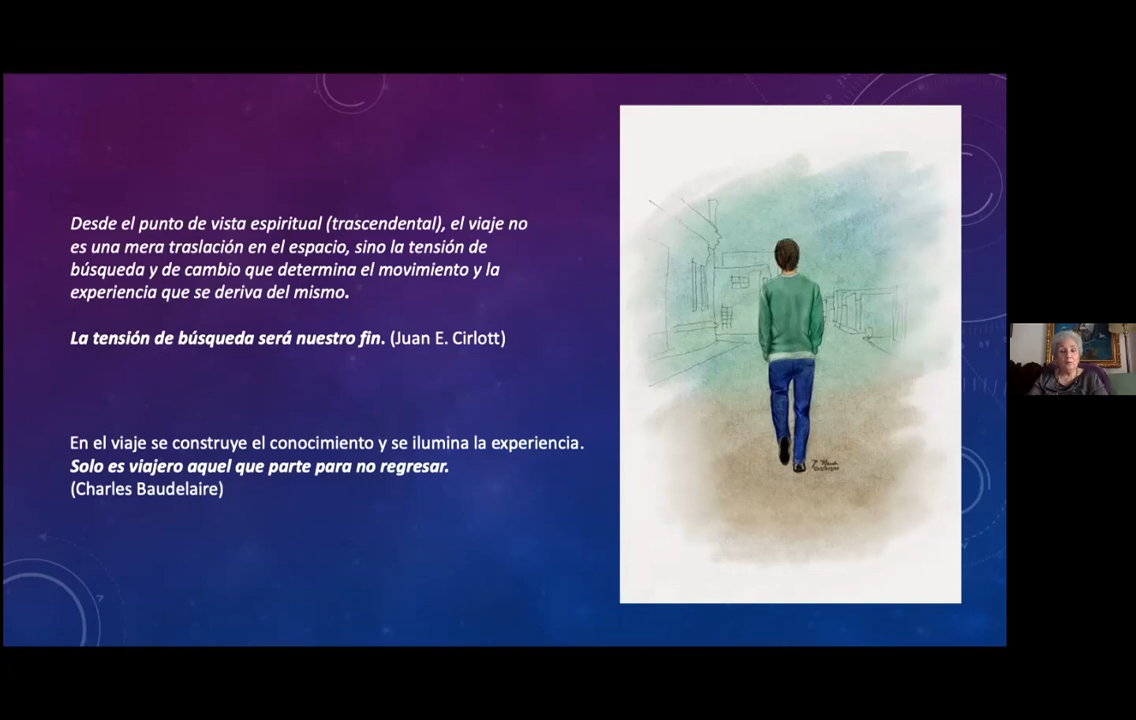 Desde el punto de vista espiritual (trascendental), el viaje no
es una mera traslación en el espacio, sino la tensión de
búsqueda y de cambio que determina el movimiento y la
experiencia que se deriva del mismo.
La tensión de búsqueda será nuestro fin. (Juan E. Cirlott)
En el viaje se construye el conocimiento y se ilumina la experiencia.
Solo es viajero aquel que parte para no regresar.
(Charles Baudelaire)